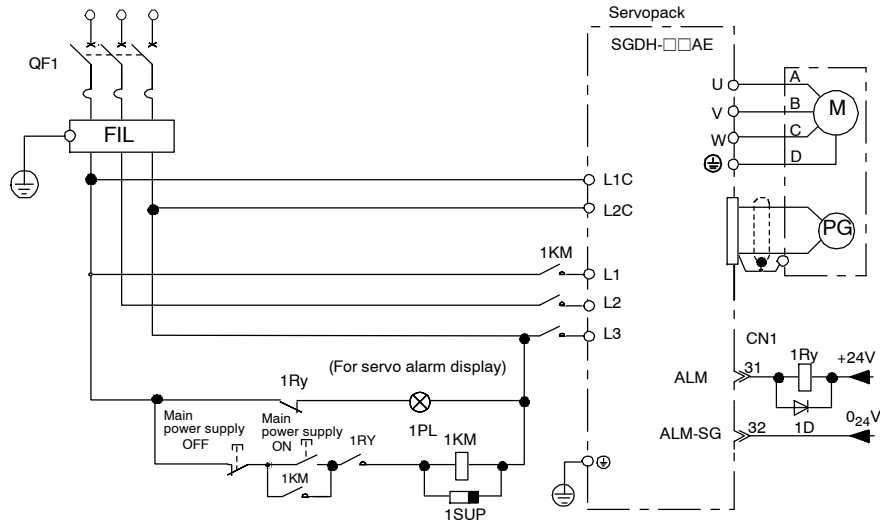 Servopack
SGDH-□□AE
QF1
FIL
U
A
V
B
M
W
C
D
L1C
L2C
PG
1KM
L1
L2
L3
(For servo alarm display)
CN1
1Ry
1Ry
+24V
ALM
31
Main
power supply
OFF
Main
power supply
ON
1RY
1PL
1KM
1D
0₂₄V
ALM-SG
32
1KM
1SUP